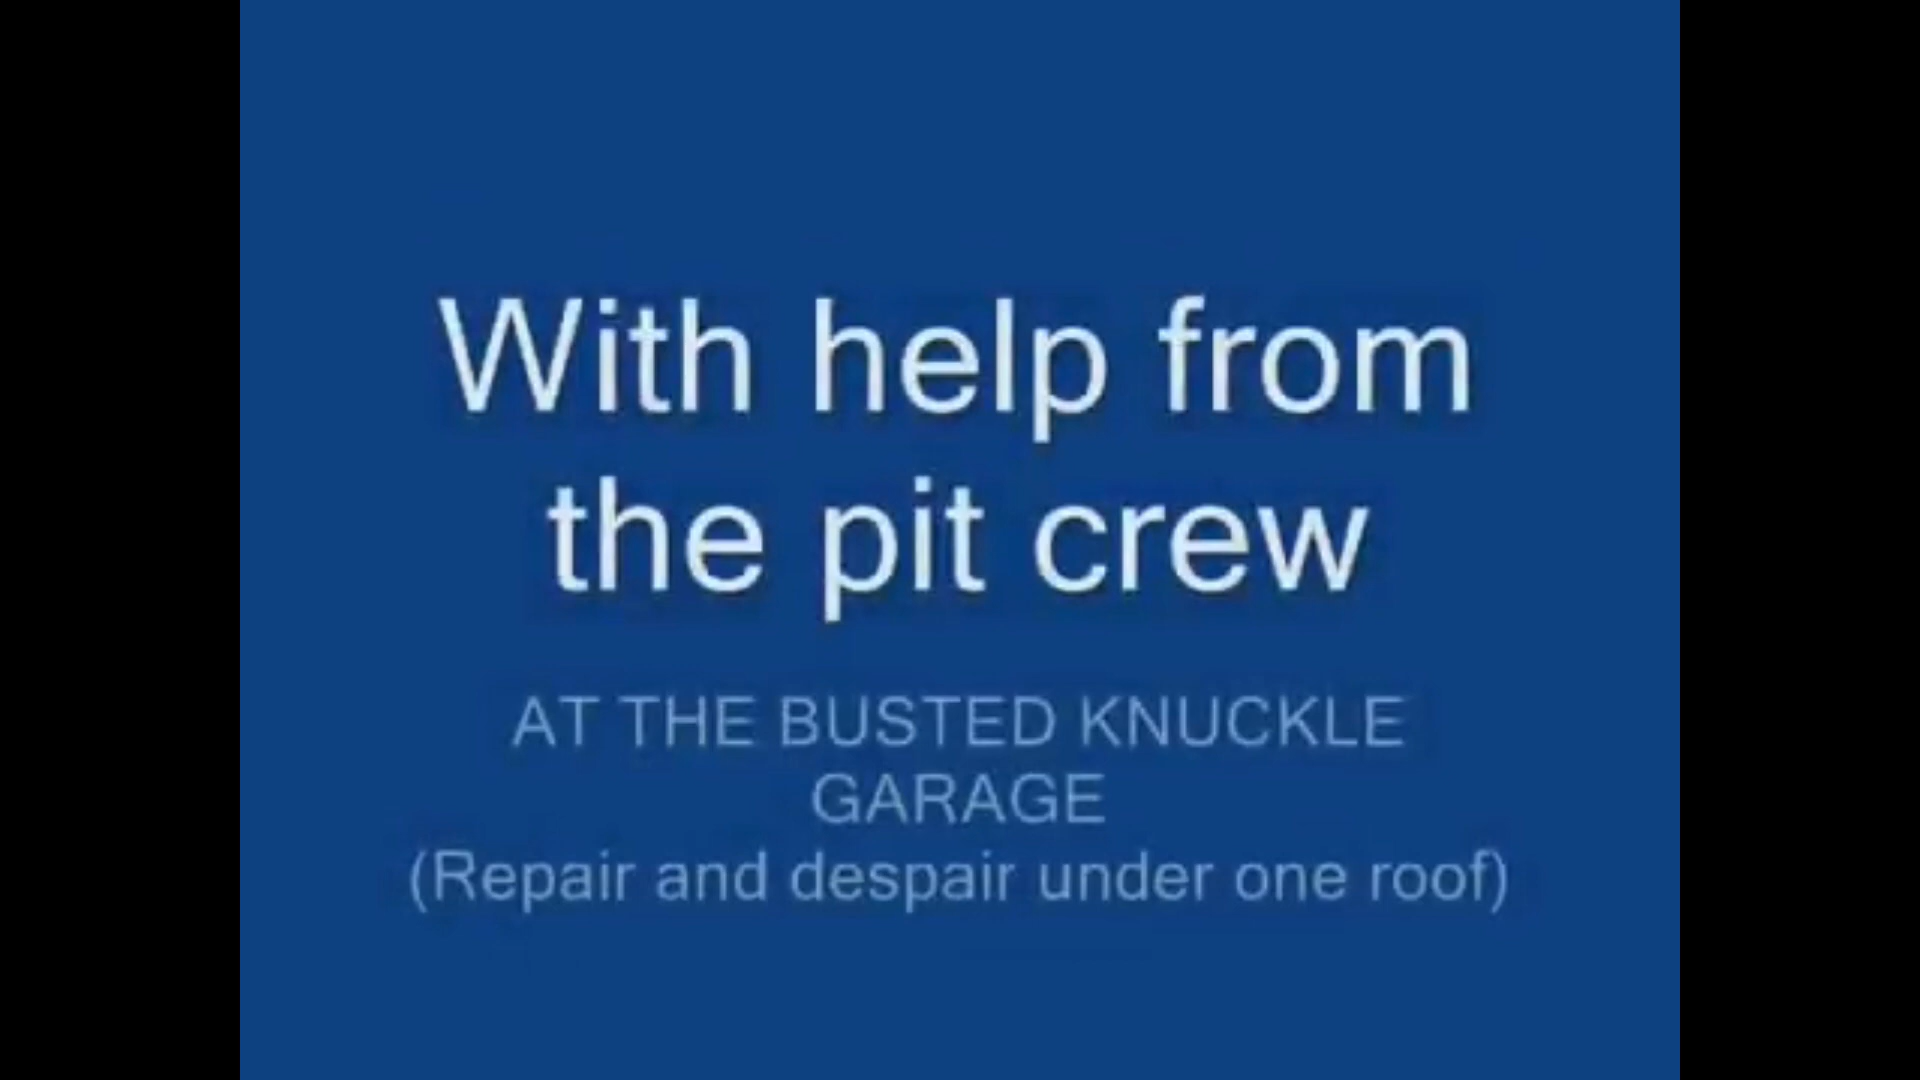 With help from
the pit crew
AT THE BUSTED KNUCKLE
GARAGE
(Repair and despair under one roof)